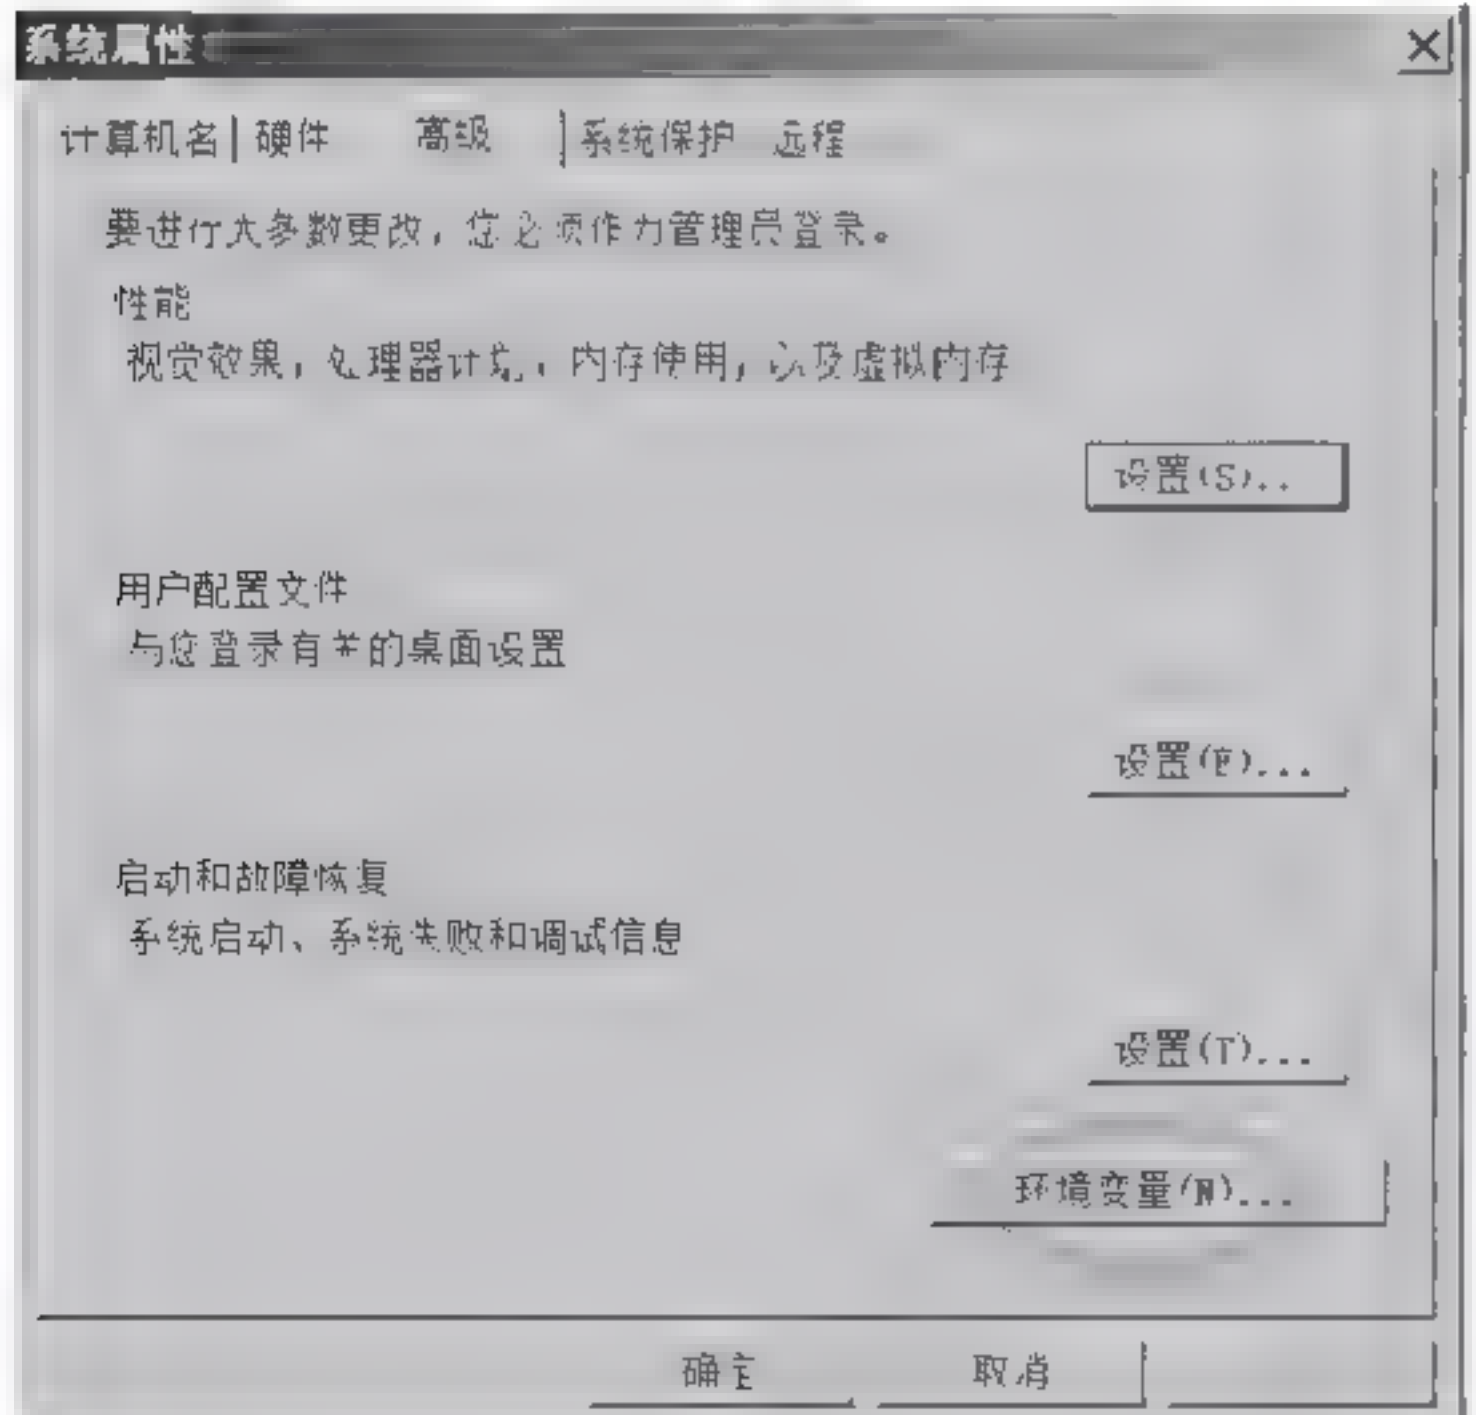 系统属性
计算机名 硬件 高级 系统保护 远程
要进行大多数更改，您必须作为管理员登录。
性能
视觉效果，处理器计划，内存使用，以及虚拟内存
设置(S)..
用户配置文件
与您登录有关的桌面设置
设置(E)...
启动和故障恢复
系统启动、系统失败和调试信息
设置(T)...
环境变量(N)...
确定 取消